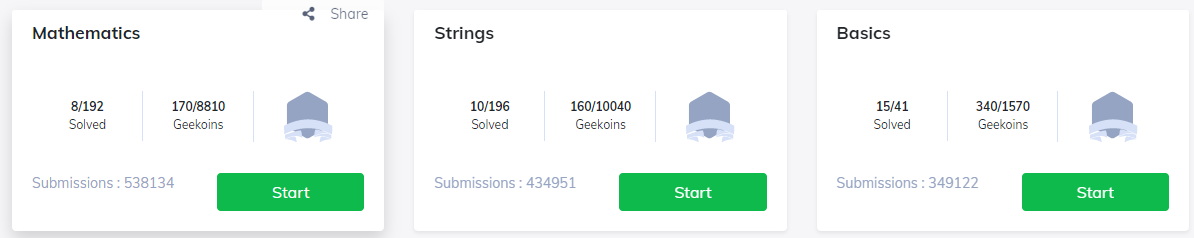 Share
Mathematics
8/192
Solved
170/8810
Geekoins
Submissions : 538134
Start
Strings
10/196
Solved
160/10040
Geekoins
Submissions : 434951
Start
Basics
15/41
Solved
340/1570
Geekoins
Submissions : 349122
Start